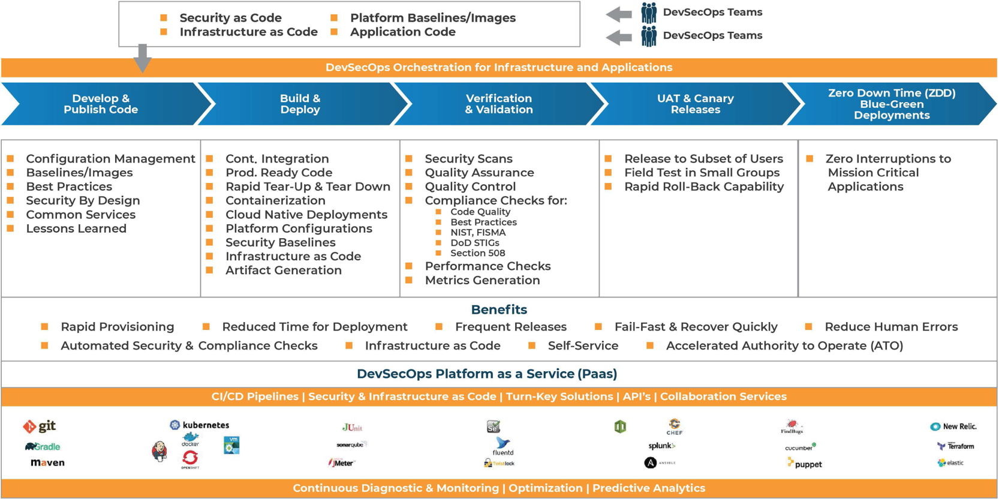 Security as Code
Platform Baselines/Images
Infrastructure as Code
Application Code
DevSecOps Teams
DevSecOps Teams
DevSecOps Orchestration for Infrastructure and Applications
Develop &
Publish Code
Build &
Deploy
Verification
& Validation
UAT & Canary
Releases
Zero Down Time (ZDD)
Blue-Green
Deployments
Configuration Management
Baselines/Images
Best Practices
Security By Design
Common Services
Lessons Learned
Cont. Integration
Prod. Ready Code
Rapid Tear-Up & Tear Down
Containerization
Cloud Native Deployments
Platform Configurations
Security Baselines
Infrastructure as Code
Artifact Generation
Security Scans
Quality Assurance
Quality Control
Compliance Checks for:
Code Quality
Best Practices
NIST, FISMA
DoD STIGs
Section 508
Performance Checks
Metrics Generation
Release to Subset of Users
Field Test in Small Groups
Rapid Roll-Back Capability
Zero Interruptions to
Mission Critical
Applications
Benefits
Rapid Provisioning
Reduced Time for Deployment
Frequent Releases
Fail-Fast & Recover Quickly
Reduce Human Errors
Automated Security & Compliance Checks
Infrastructure as Code
Self-Service
Accelerated Authority to Operate (ATO)
DevSecOps Platform as a Service (Paas)
CI/CD Pipelines | Security & Infrastructure as Code | Turn-Key Solutions | API's | Collaboration Services
git
Gradle
maven
kubernetes
docker
OPENSHIFT
vm
JUnit
sonarqube
JMeter
Se
fluentd
Twistlock
CHEF
splunk>
A ANSIBLE
FindBugs
cucumber
puppet
New Relic.
Terraform
elastic
Continuous Diagnostic & Monitoring | Optimization | Predictive Analytics